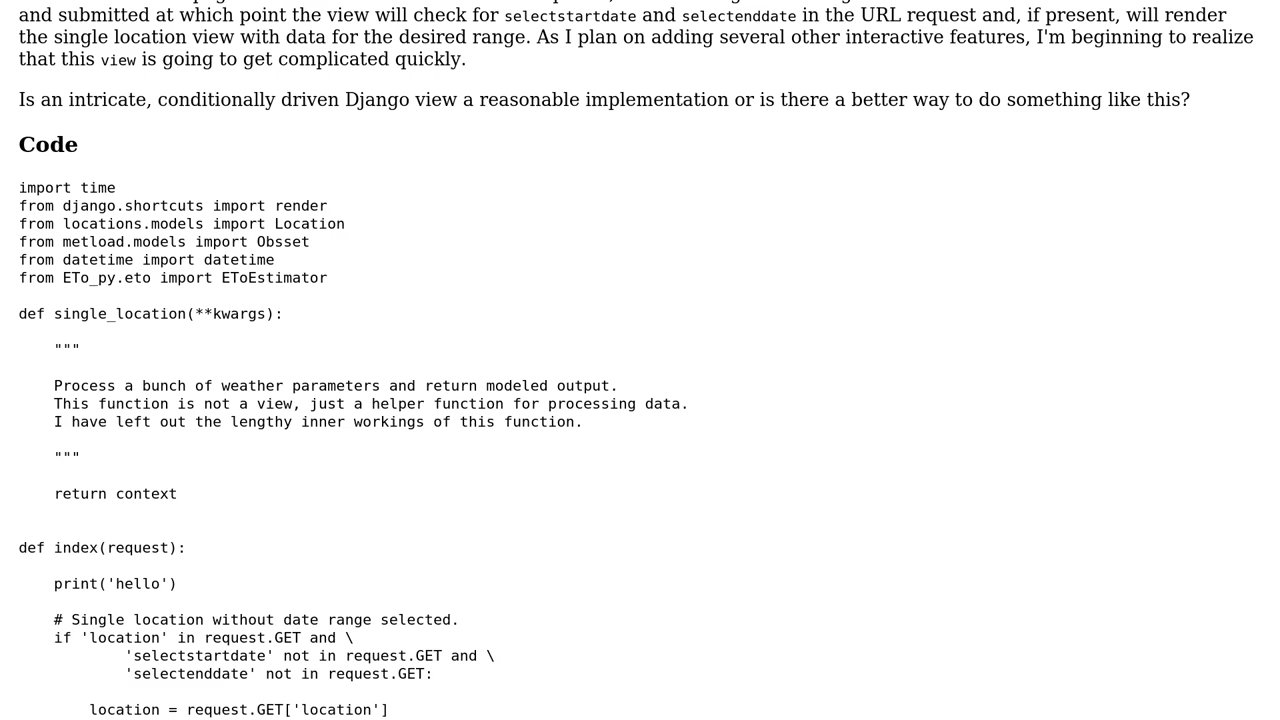 and submitted at which point the view will check for selectstartdate and selectenddate in the URL request and, if present, will render
the single location view with data for the desired range. As I plan on adding several other interactive features, I'm beginning to realize
that this view is going to get complicated quickly.
Is an intricate, conditionally driven Django view a reasonable implementation or is there a better way to do something like this?
Code
import time
from django.shortcuts import render
from locations.models import Location
from metload.models import Obsset
from datetime import datetime
from ETo_py.eto import EToEstimator
def single_location(**kwargs):
    """
    Process a bunch of weather parameters and return modeled output.
    This function is not a view, just a helper function for processing data.
    I have left out the lengthy inner workings of this function.
    """
    return context
def index(request):
    print('hello')
    # Single location without date range selected.
    if 'location' in request.GET and \
            'selectstartdate' not in request.GET and \
            'selectenddate' not in request.GET:
        location = request.GET['location']